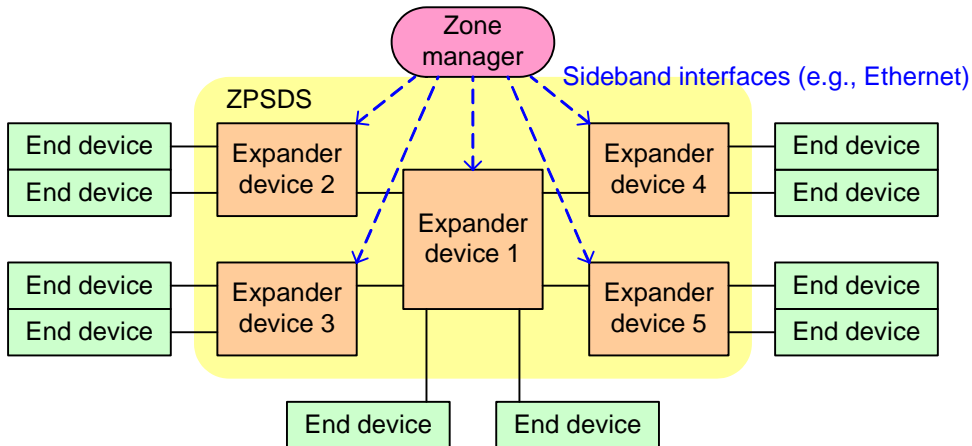 Zone
manager
Sideband interfaces (e.g., Ethernet)
ZPSDS
End device
End device
Expander
device 2
Expander
device 4
End device
End device
Expander
device 1
End device
End device
Expander
device 3
Expander
device 5
End device
End device
End device
End device